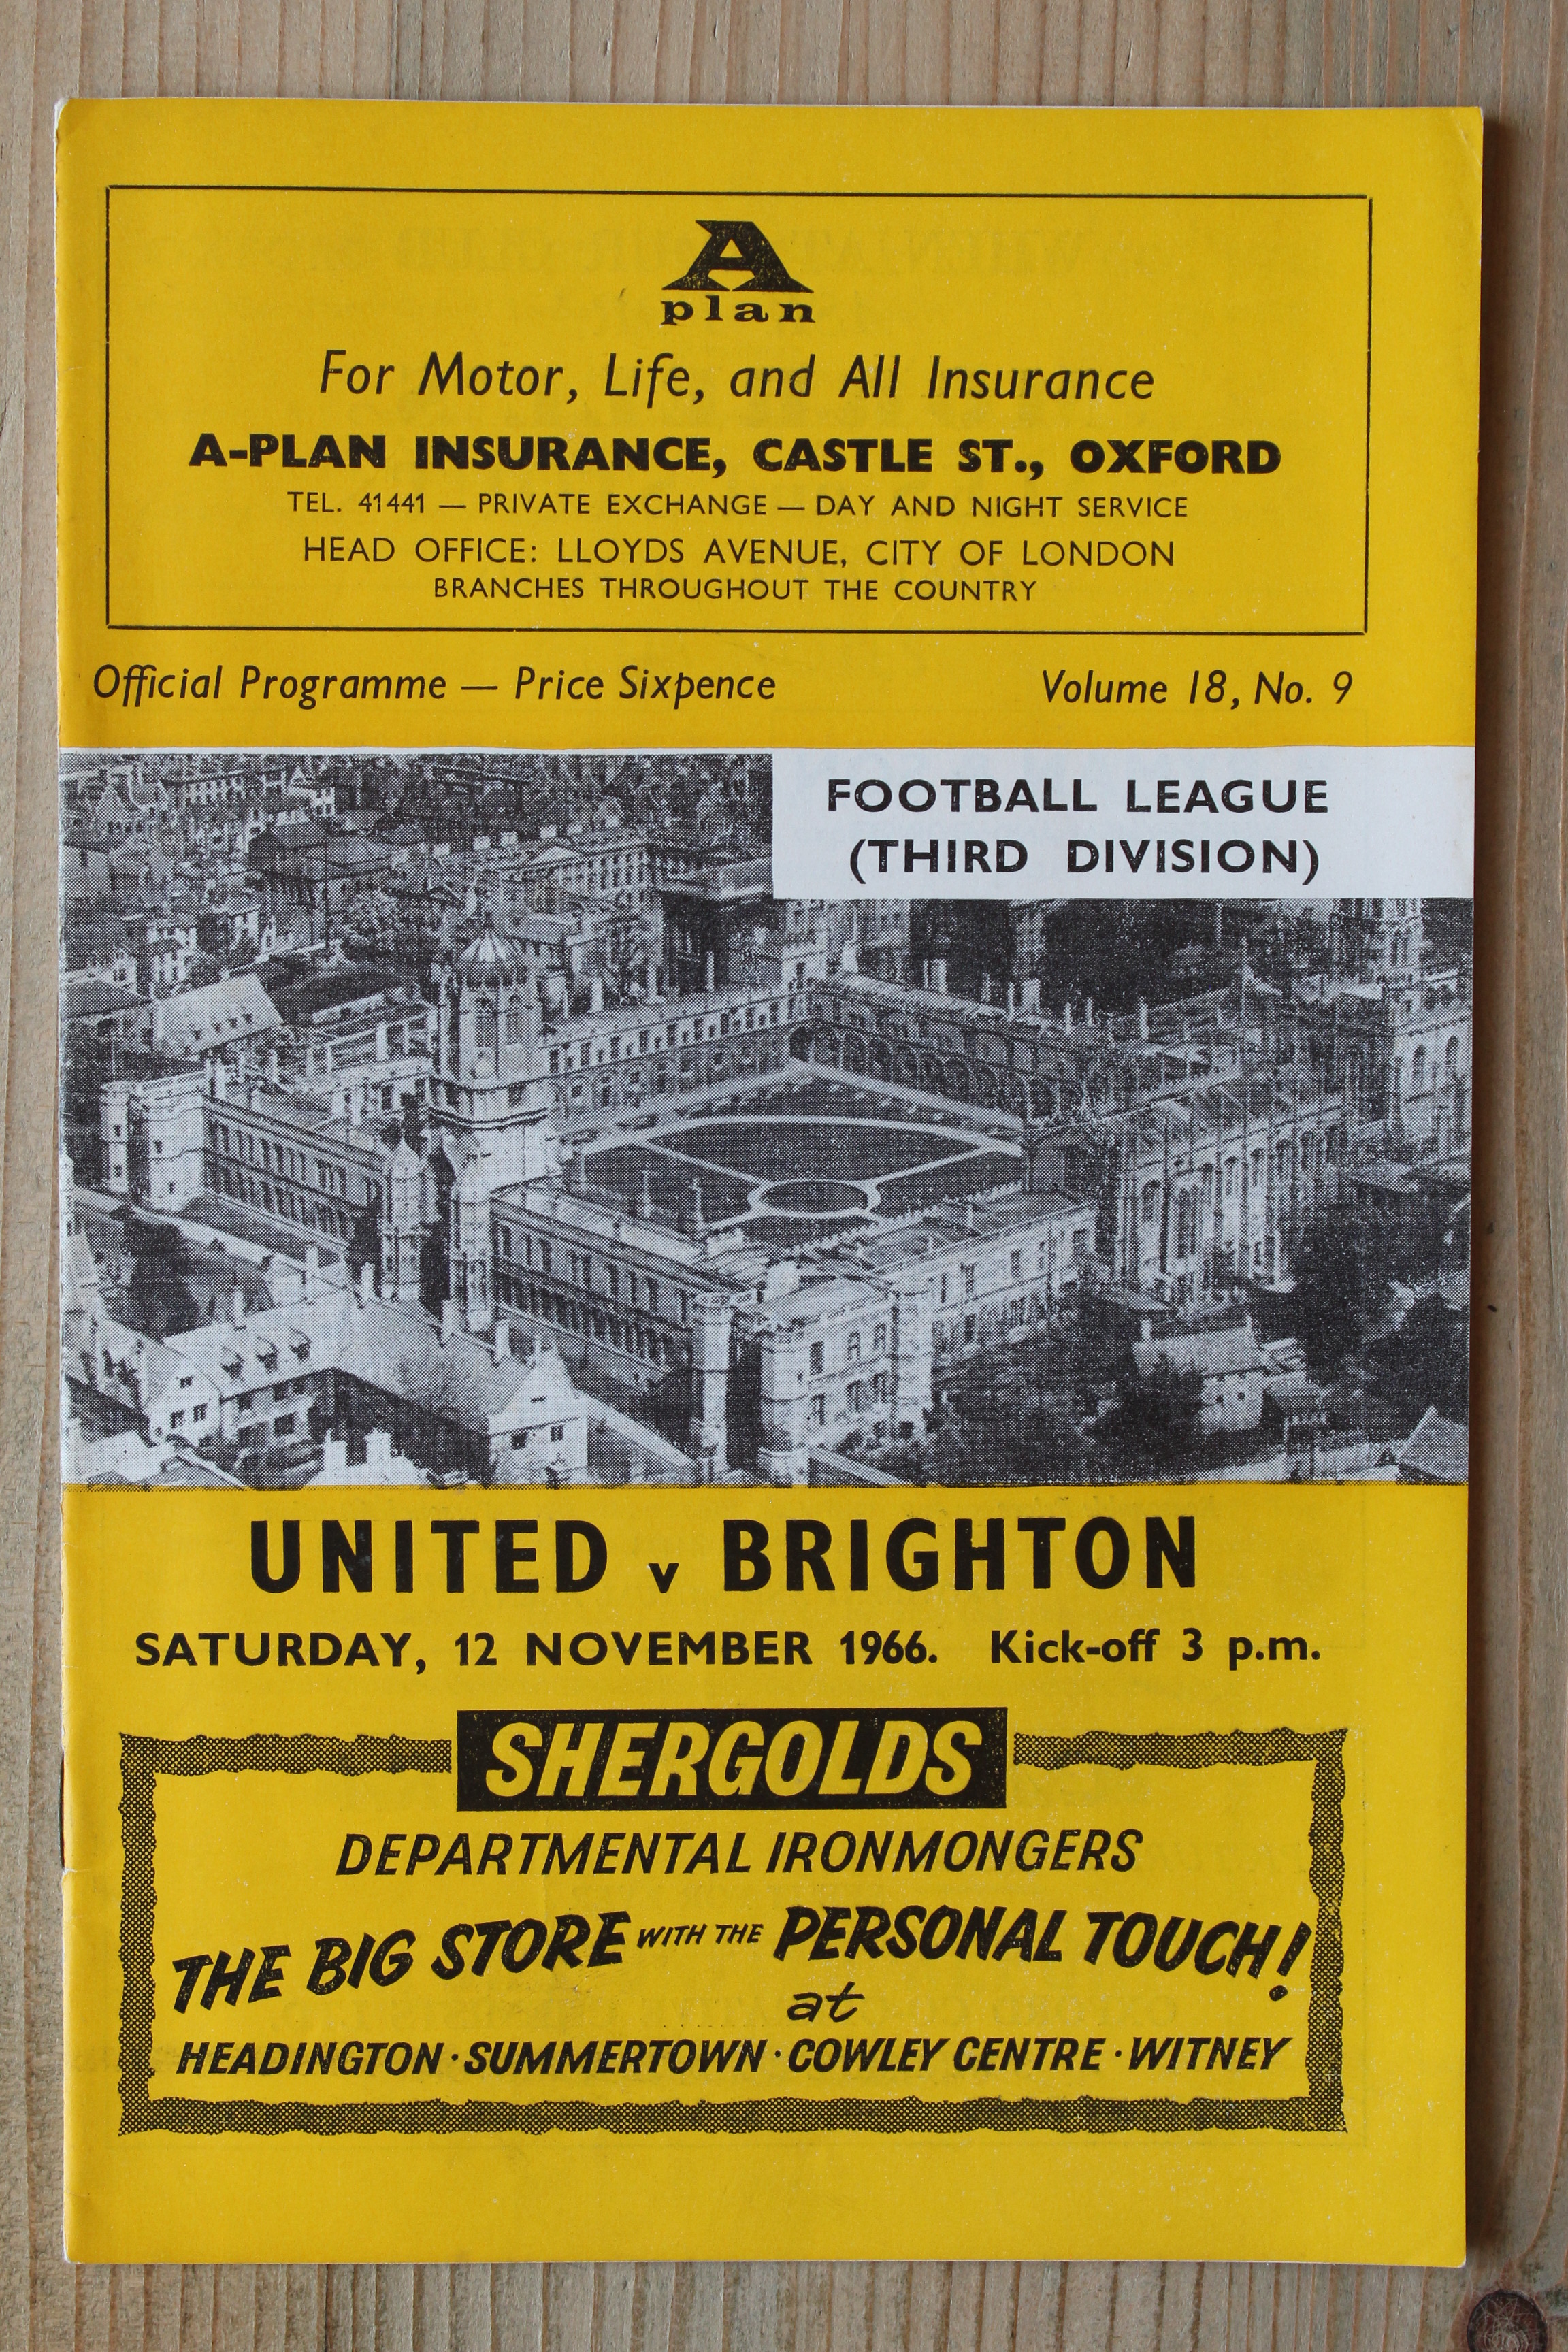 A
plan
For Motor, Life, and All Insurance
A-PLAN INSURANCE, CASTLE ST., OXFORD
TEL. 41441 — PRIVATE EXCHANGE — DAY AND NIGHT SERVICE
HEAD OFFICE: LLOYDS AVENUE, CITY OF LONDON
BRANCHES THROUGHOUT THE COUNTRY
Official Programme — Price Sixpence Volume 18, No. 9
FOOTBALL LEAGUE
(THIRD DIVISION)
UNITED v BRIGHTON
SATURDAY, 12 NOVEMBER 1966. Kick-off 3 p.m.
SHERGOLDS
DEPARTMENTAL IRONMONGERS
THE BIG STORE WITH THE PERSONAL TOUCH!
at
HEADINGTON · SUMMERTOWN · COWLEY CENTRE · WITNEY